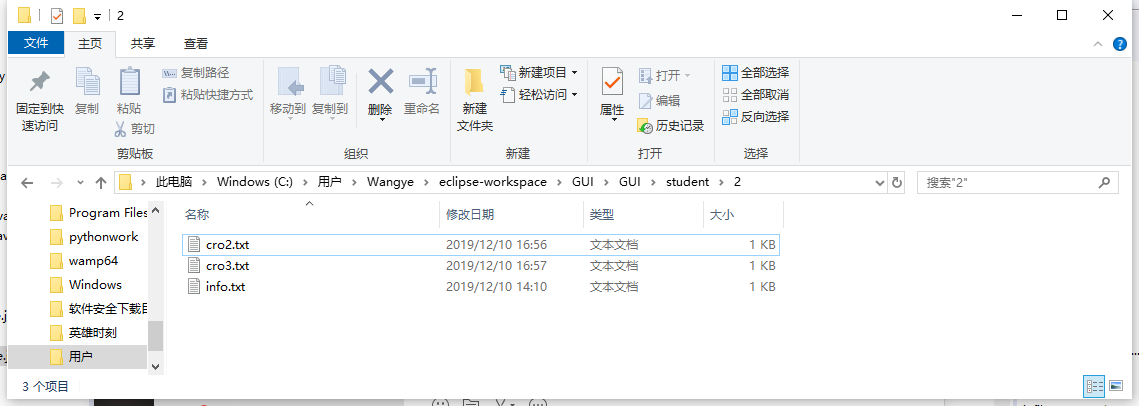 2
文件 主页 共享 查看
固定到快速访问
复制
粘贴
复制路径
粘贴快捷方式
剪切
剪贴板
移动到
复制到
删除
重命名
组织
新建文件夹
新建项目
轻松访问
新建
属性
打开
编辑
历史记录
打开
全部选择
全部取消
反向选择
选择
此电脑 Windows (C:) 用户 Wangye eclipse-workspace GUI GUI student 2
搜索"2"
Program Files
pythonwork
wamp64
Windows
软件安全下载目
英雄时刻
用户
名称 修改日期 类型 大小
cro2.txt 2019/12/10 16:56 文本文档 1 KB
cro3.txt 2019/12/10 16:57 文本文档 1 KB
info.txt 2019/12/10 14:10 文本文档 1 KB
3 个项目